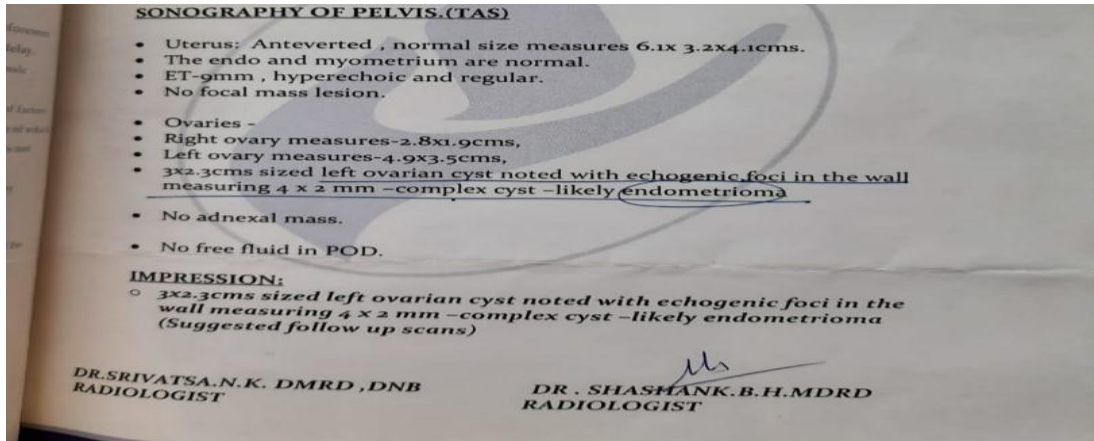 SONOGRAPHY OF PELVIS.(TAS)
• Uterus: Anteverted , normal size measures 6.1x 3.2x4.1cms.
• The endo and myometrium are normal.
• ET-9mm , hyperechoic and regular.
• No focal mass lesion.
• Ovaries -
• Right ovary measures-2.8x1.9cms,
• Left ovary measures-4.9x3.5cms,
• 3x2.3cms sized left ovarian cyst noted with echogenic foci in the wall
measuring 4 x 2 mm –complex cyst –likely endometrioma
• No adnexal mass.
• No free fluid in POD.
IMPRESSION:
○ 3x2.3cms sized left ovarian cyst noted with echogenic foci in the
wall measuring 4 x 2 mm –complex cyst –likely endometrioma
(Suggested follow up scans)
DR.SRIVATSA.N.K. DMRD ,DNB
RADIOLOGIST
DR . SHASHANK.B.H.MDRD
RADIOLOGIST